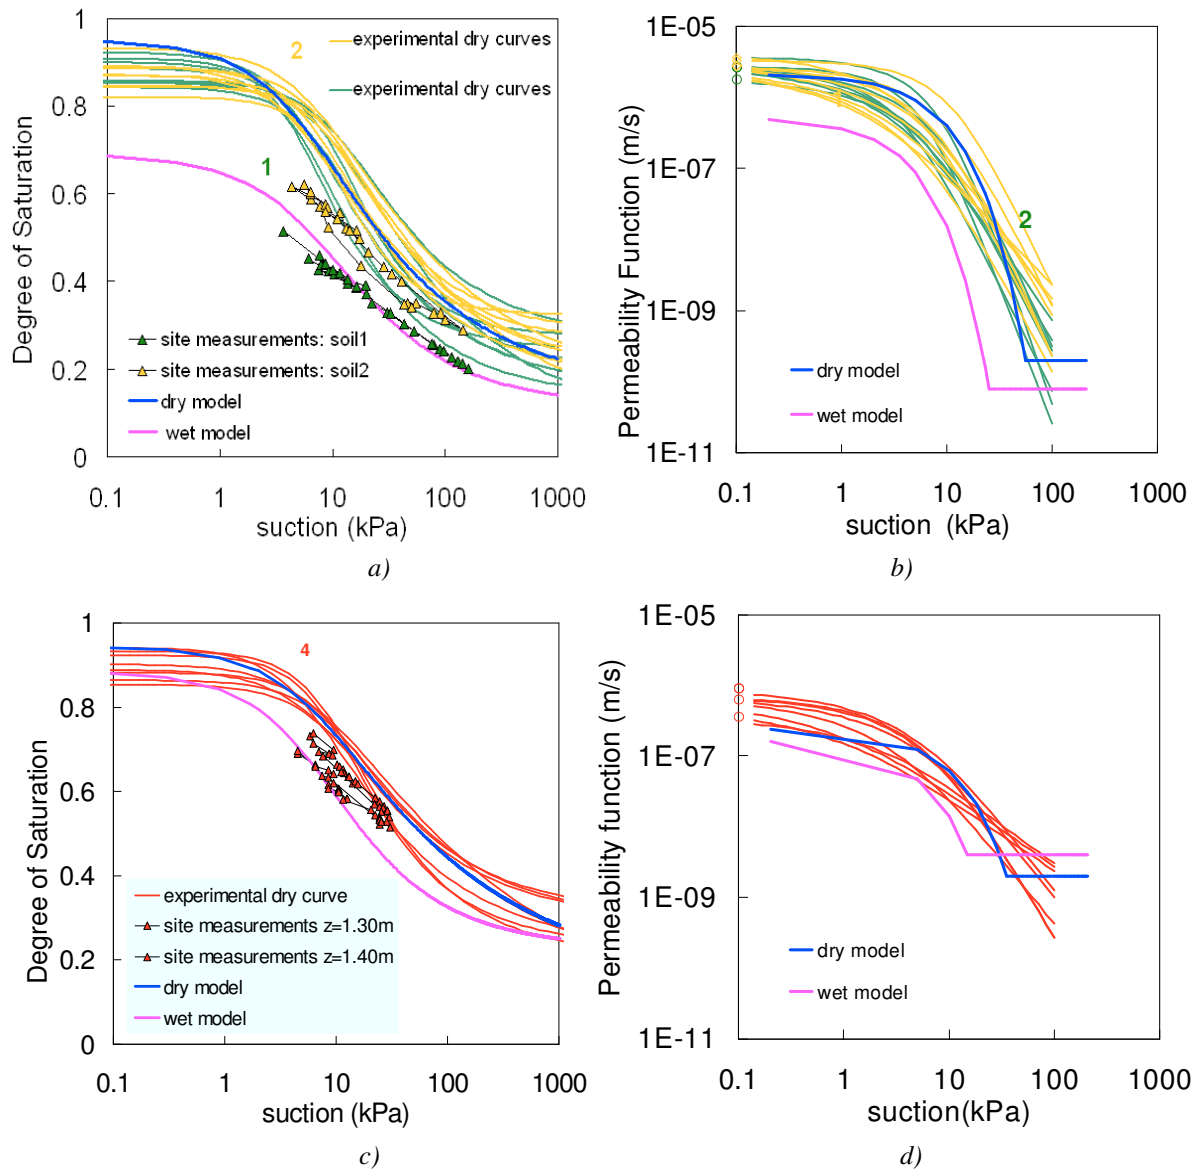 1
0.8
0.6
0.4
0.2
0
0.1
1
10
100
1000
Degree of Saturation
suction (kPa)
2
1
experimental dry curves
experimental dry curves
site measurements: soil1
site measurements: soil2
dry model
wet model
a)
1E-05
1E-07
1E-09
1E-11
0.1
1
10
100
1000
Permeability Function (m/s)
suction (kPa)
2
dry model
wet model
b)
1
0.8
0.6
0.4
0.2
0
0.1
1
10
100
1000
Degree of Saturation
suction (kPa)
4
experimental dry curve
site measurements z=1.30m
site measurements z=1.40m
dry model
wet model
c)
1E-05
1E-07
1E-09
1E-11
0.1
1
10
100
1000
Permeability function (m/s)
suction(kPa)
dry model
wet model
d)